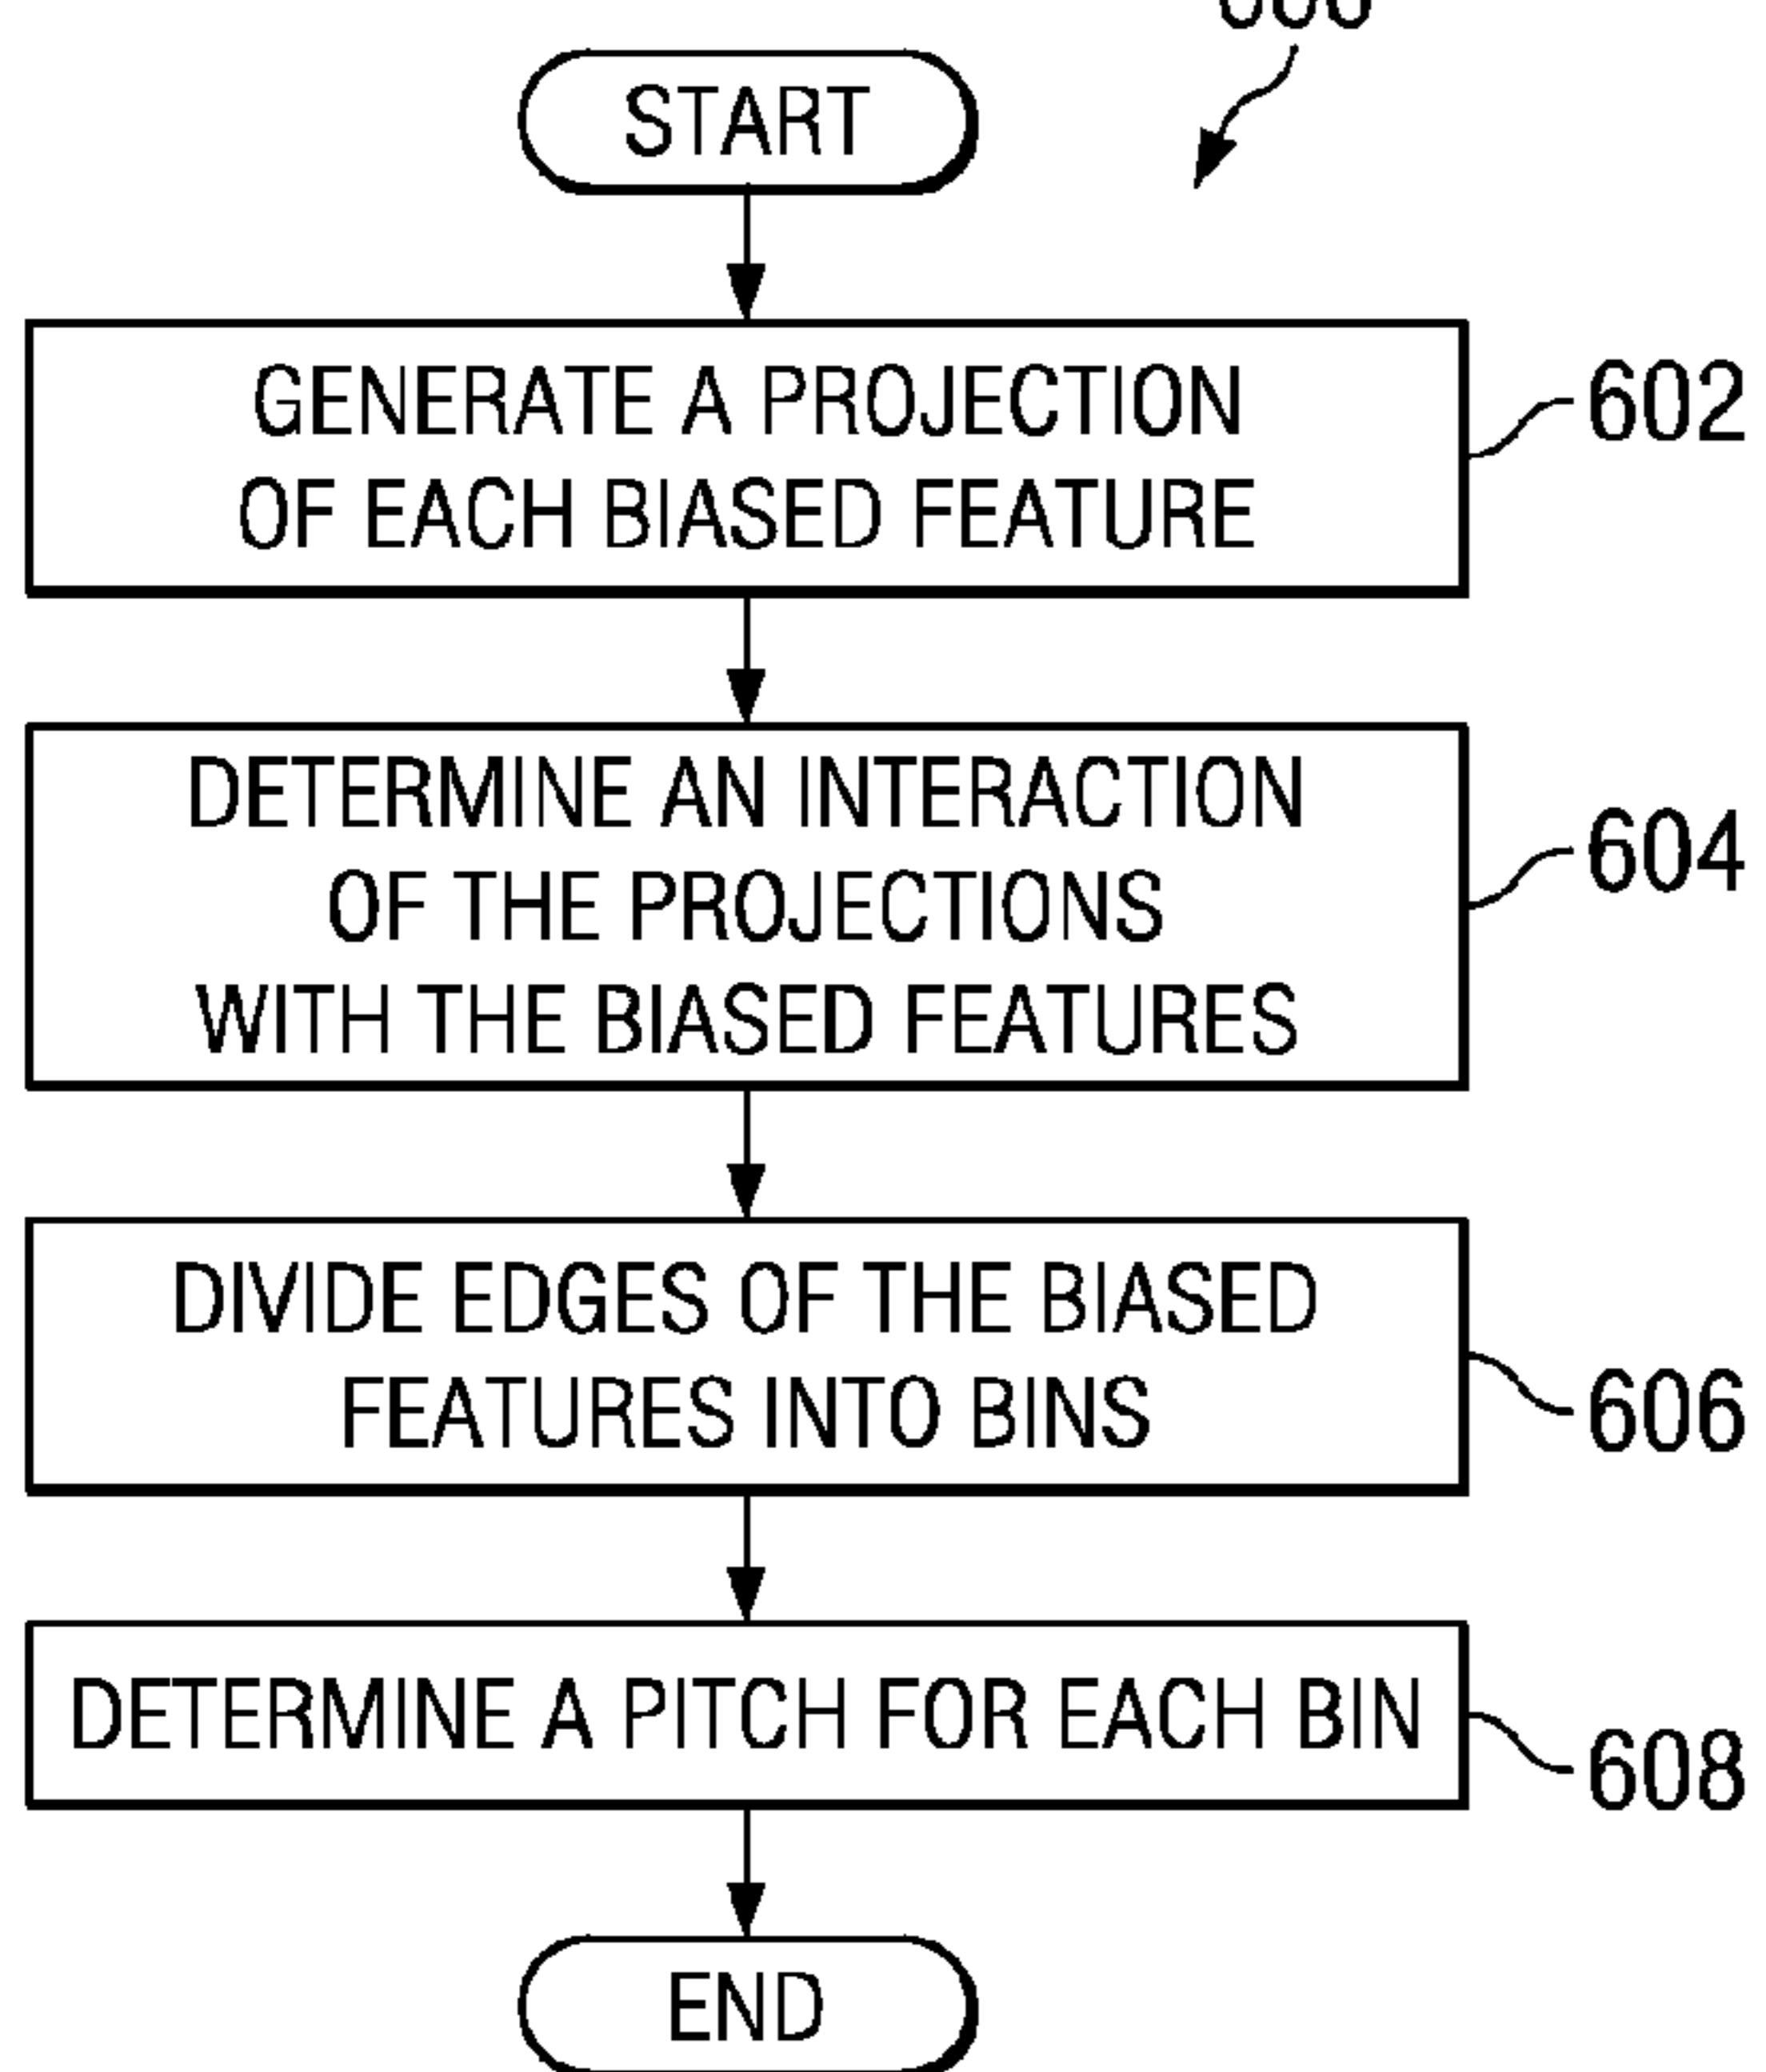 START
GENERATE A PROJECTION
OF EACH BIASED FEATURE
602
DETERMINE AN INTERACTION
OF THE PROJECTIONS
WITH THE BIASED FEATURES
604
DIVIDE EDGES OF THE BIASED
FEATURES INTO BINS
606
DETERMINE A PITCH FOR EACH BIN
608
END